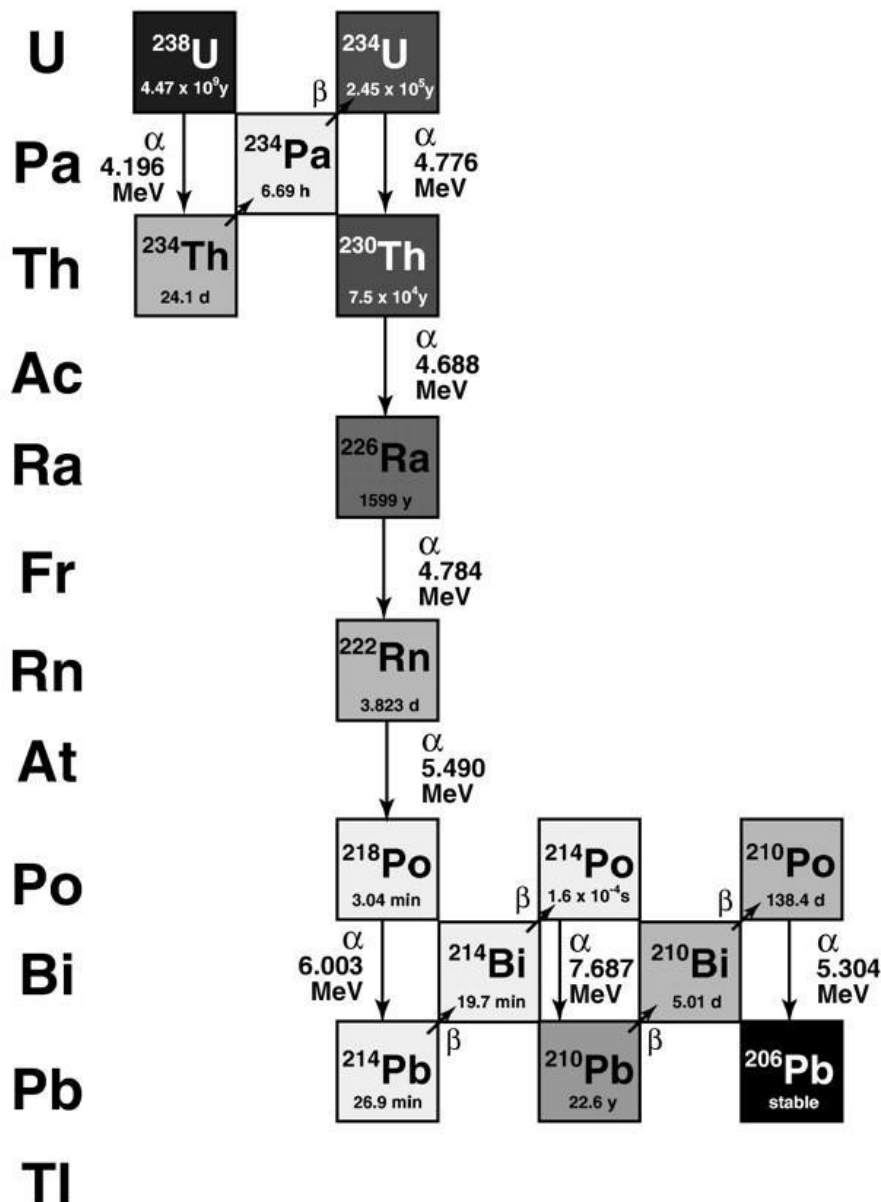 U
238U
4.47 x 10⁹y
234U
2.45 x 10⁵y
β
Pa
α
4.196
MeV
234Pa
6.69 h
α
4.776
MeV
Th
234Th
24.1 d
230Th
7.5 x 10⁴y
Ac
α
4.688
MeV
Ra
226Ra
1599 y
Fr
α
4.784
MeV
Rn
222Rn
3.823 d
At
α
5.490
MeV
Po
218Po
3.04 min
214Po
1.6 x 10⁻⁴s
210Po
138.4 d
β
β
Bi
α
6.003
MeV
214Bi
19.7 min
α
7.687
MeV
210Bi
5.01 d
α
5.304
MeV
Pb
214Pb
26.9 min
β
210Pb
22.6 y
β
206Pb
stable
Tl